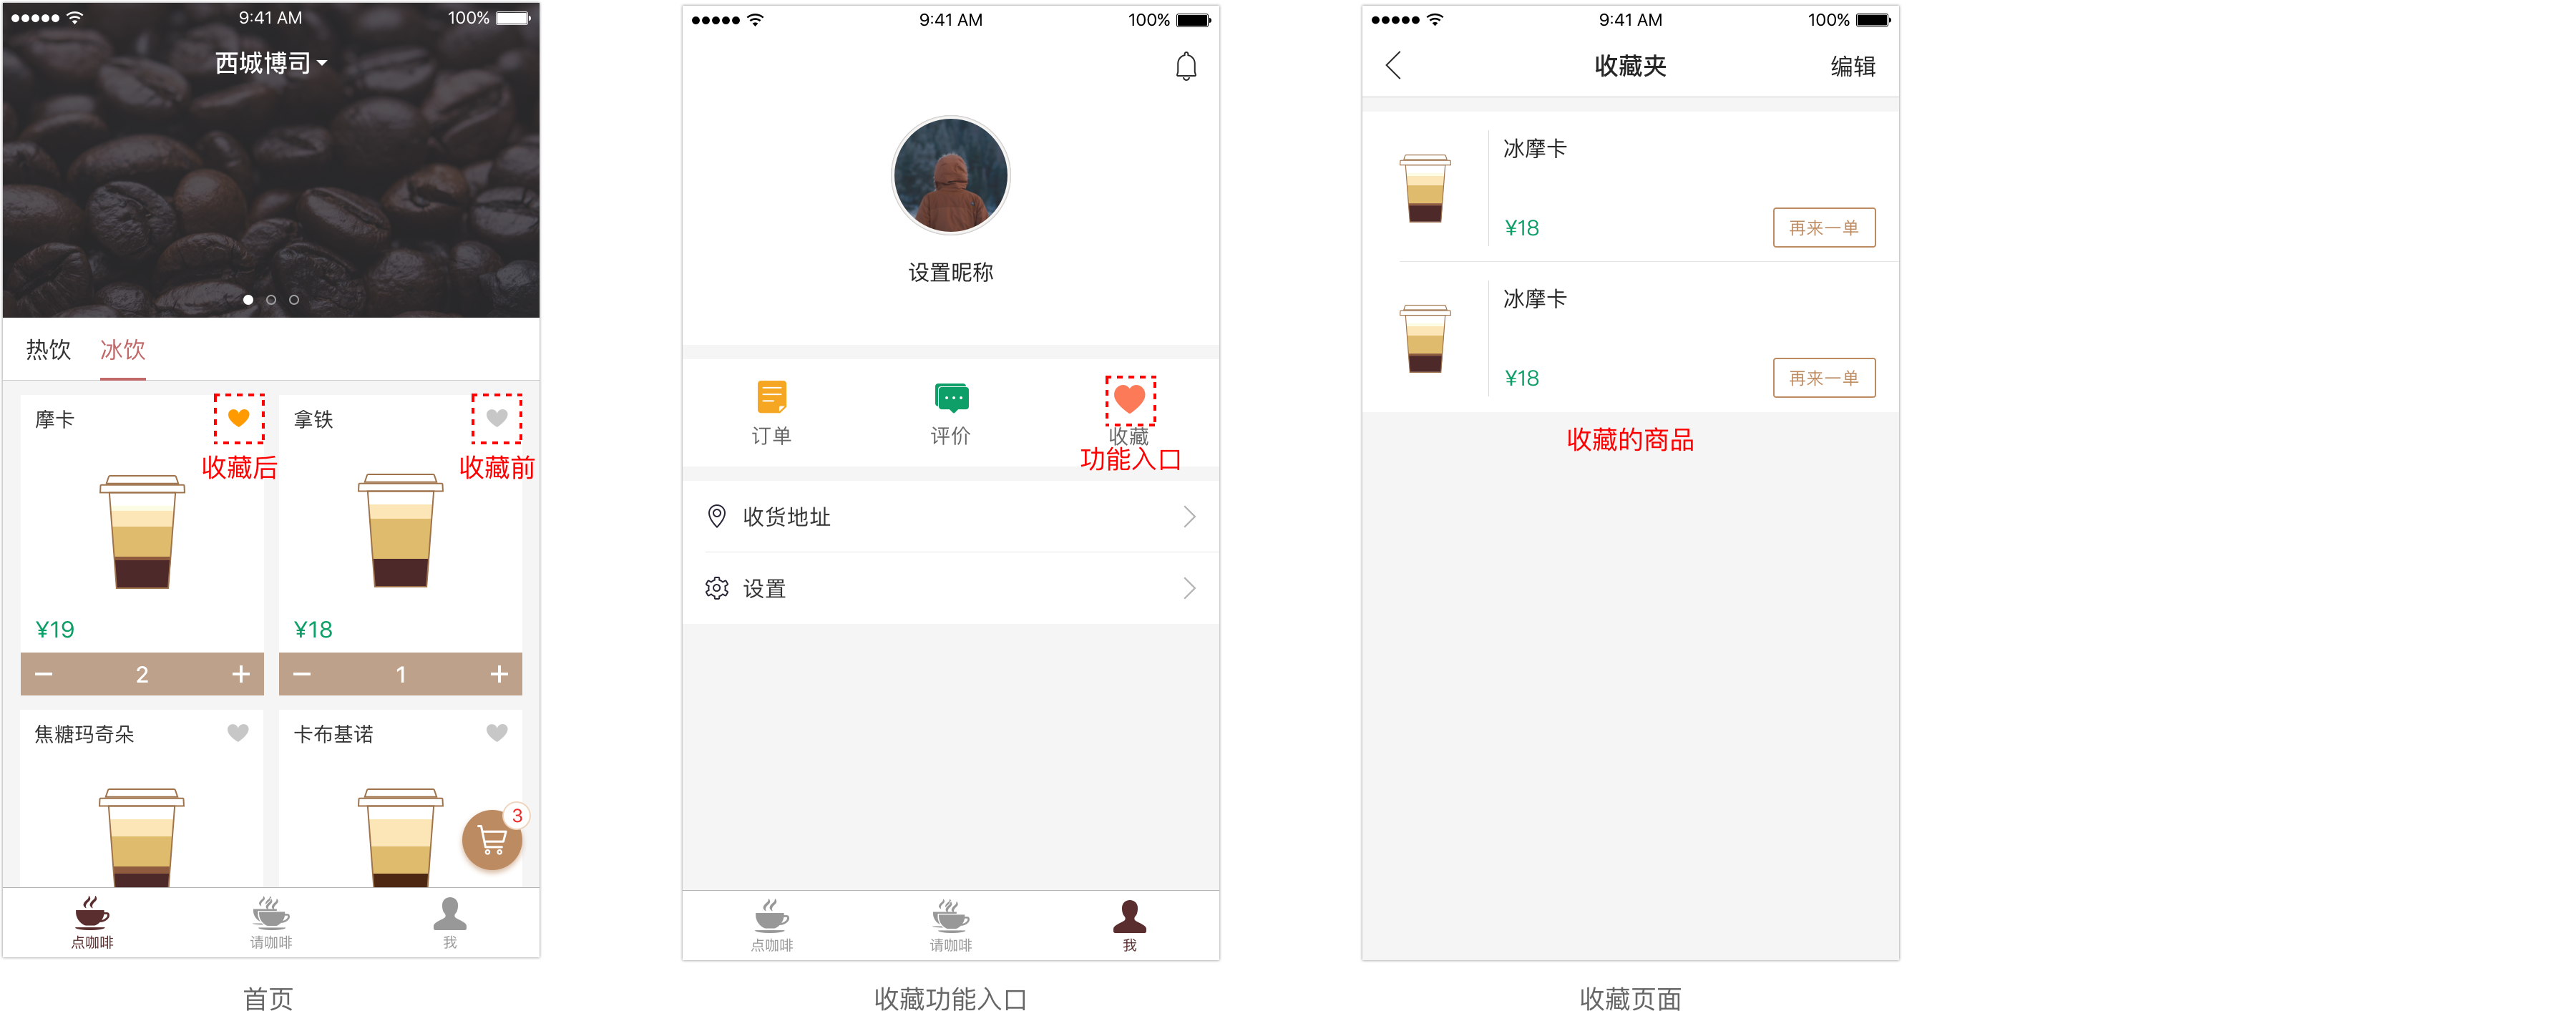 9:41 AM
100%
西城博司
热饮
冰饮
摩卡
收藏后
拿铁
收藏前
¥19
¥18
2
1
焦糖玛奇朵
卡布基诺
3
点咖啡
请咖啡
我
首页
9:41 AM
100%
设置昵称
订单
评价
收藏
功能入口
收货地址
设置
点咖啡
请咖啡
我
收藏功能入口
9:41 AM
100%
收藏夹
编辑
冰摩卡
¥18
再来一单
冰摩卡
¥18
再来一单
收藏的商品
收藏页面